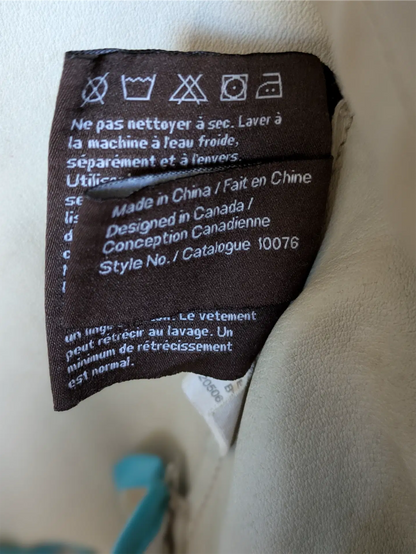 Ne pas nettoyer à sec. Laver à
la machine à l'eau froide,
séparément et à l'envers.
Made in China / Fait en Chine
Designed in Canada /
Conception Canadienne
Style No. / Catalogue 10076
Le vêtement
peut rétrécir au lavage. Un
minimum de rétrécissement
est normal.
20506